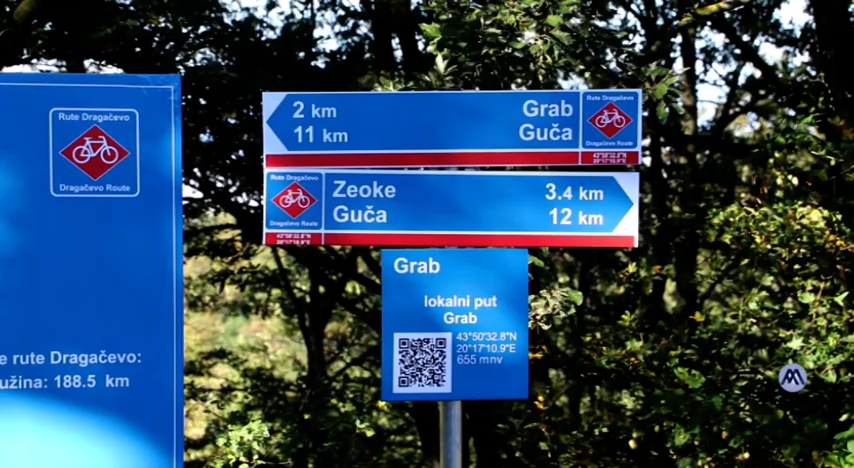 Rute Dragačevo
Dragačevo Route
e rute Dragačevo:
užina: 188.5 km
2 km Grab
11 km Guča
Rute Dragačevo
Dragačevo Route
Rute Dragačevo
Dragačevo Route
Zeoke 3.4 km
Guča 12 km
Grab
lokalni put
Grab
43°50'32.8"N
20°17'10.9"E
655 mnv